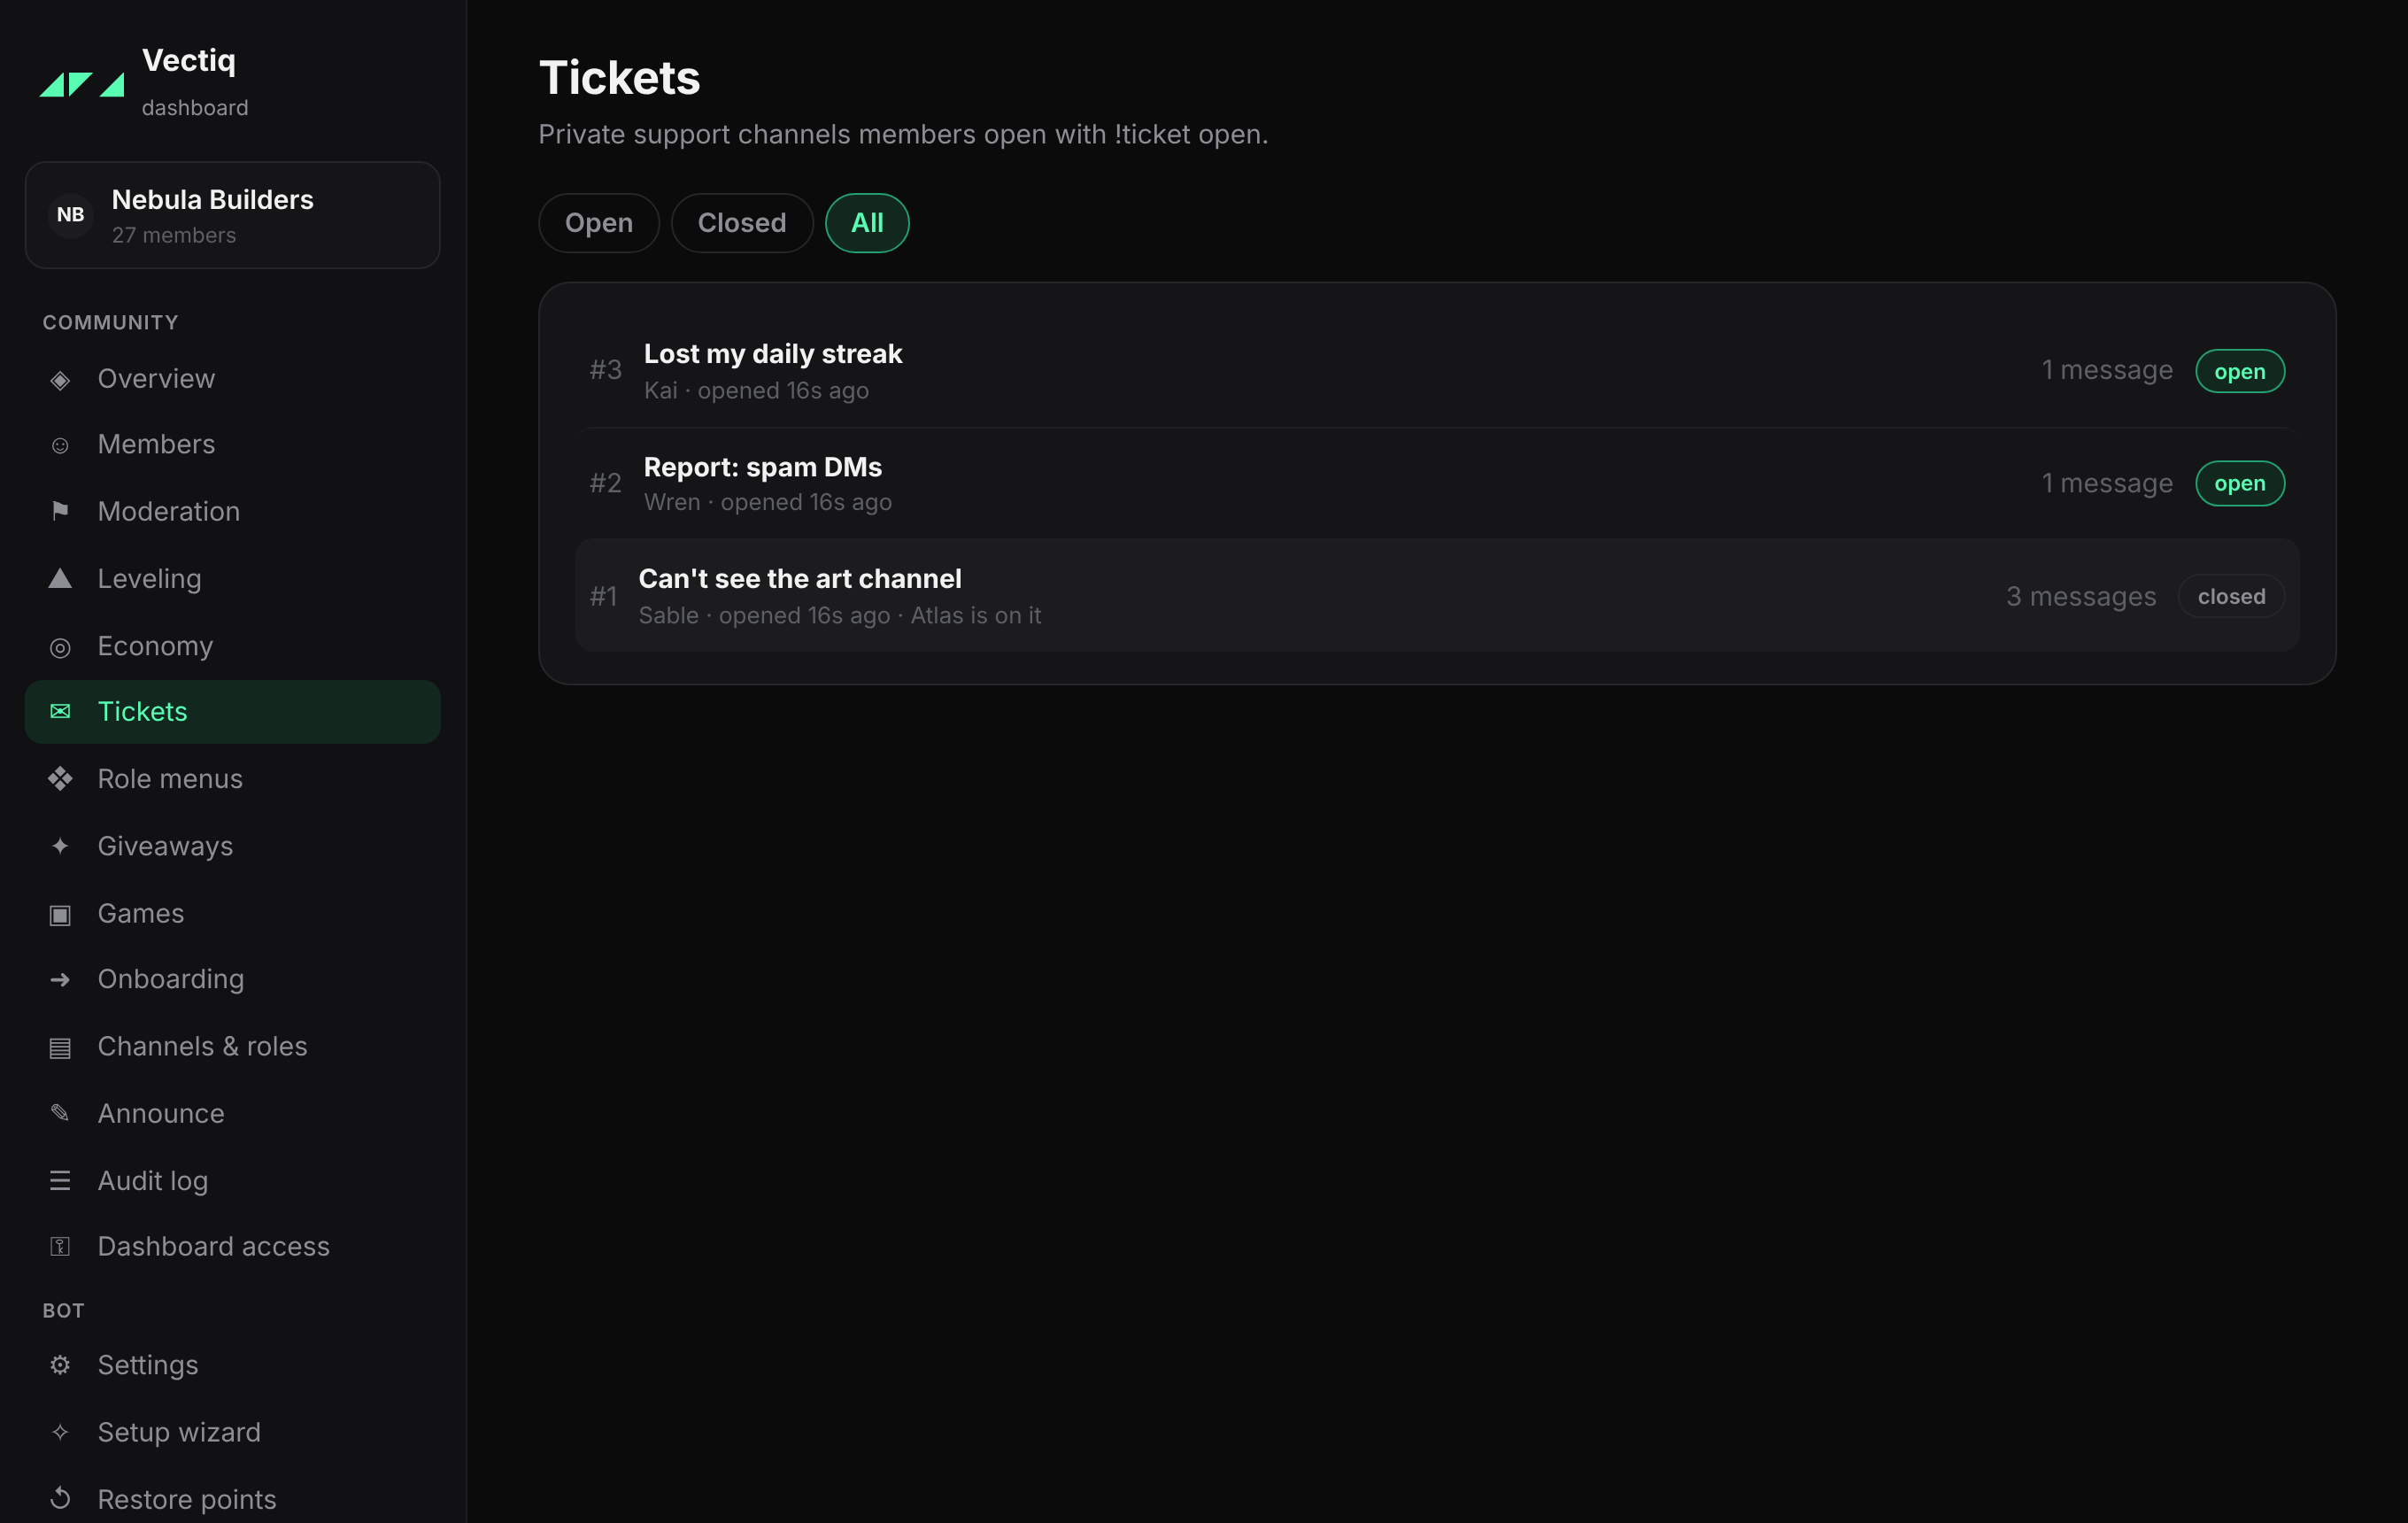 Vectiq
dashboard
NB
Nebula Builders
27 members
COMMUNITY
Overview
Members
Moderation
Leveling
Economy
Tickets
Role menus
Giveaways
Games
Onboarding
Channels & roles
Announce
Audit log
Dashboard access
BOT
Settings
Setup wizard
Restore points
Tickets
Private support channels members open with !ticket open.
Open Closed All
#3 Lost my daily streak
Kai · opened 16s ago
1 message open
#2 Report: spam DMs
Wren · opened 16s ago
1 message open
#1 Can't see the art channel
Sable · opened 16s ago · Atlas is on it
3 messages closed